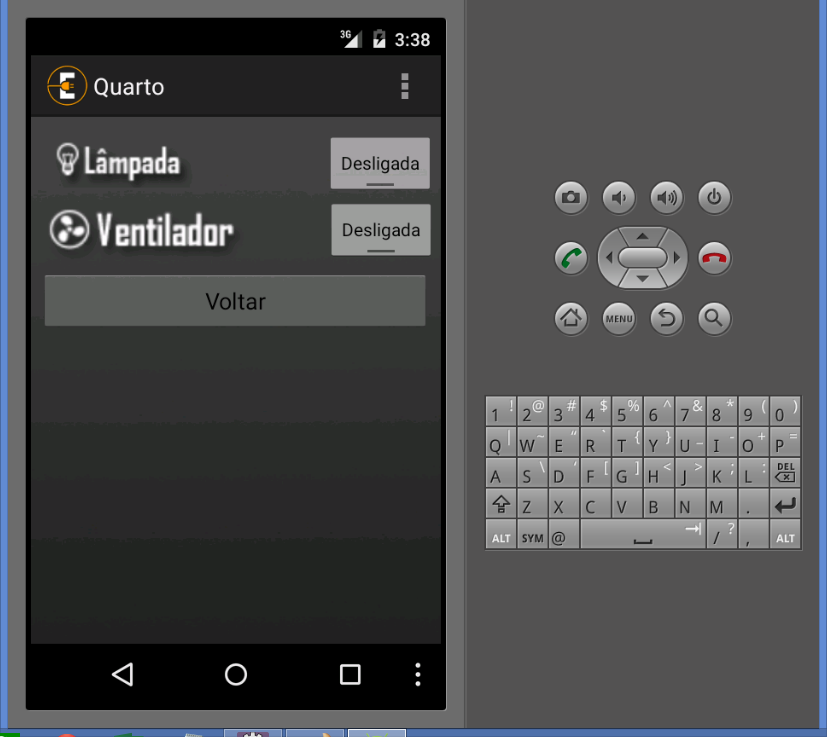 3G 3:38
Quarto
Lâmpada Desligada
Ventilador Desligada
Voltar
MENU
1 ! 2 @ 3 # 4 $ 5 % 6 ^ 7 & 8 * 9 ( 0 )
Q | W ~ E “ R ` T { Y } U _ I - O + P =
A S \ D ' F [ G ] H < J > K ; L : DEL
Z X C V B N M .
ALT SYM @ / ? , ALT